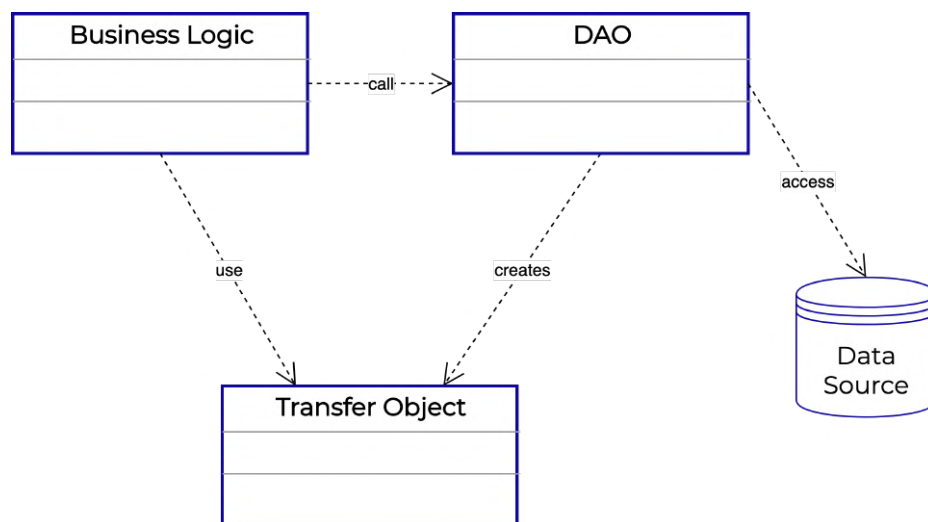 Business Logic
DAO
call
access
use
creates
Data
Source
Transfer Object